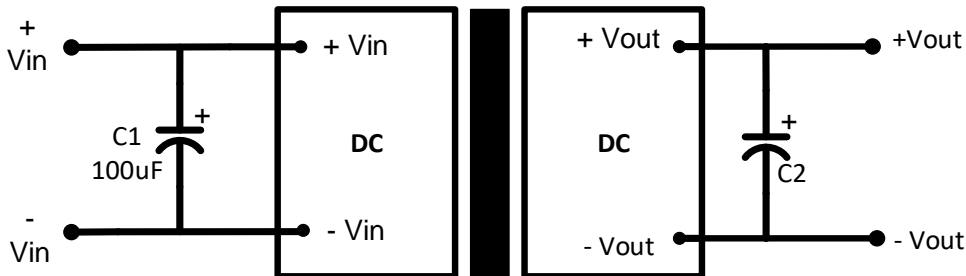 +
Vin
+ Vin
+ Vout
+Vout
+
C1
100uF
DC
DC
+
C2
-
Vin
- Vin
- Vout
- Vout